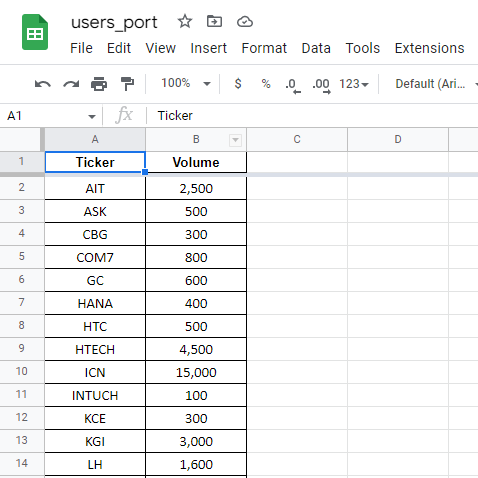 users_port
File Edit View Insert Format Data Tools Extensions
100% $ % .0 .00 123 Default (Ari...
A1 fx Ticker
A B C D
1 Ticker Volume
2 AIT 2,500
3 ASK 500
4 CBG 300
5 COM7 800
6 GC 600
7 HANA 400
8 HTC 500
9 HTECH 4,500
10 ICN 15,000
11 INTUCH 100
12 KCE 300
13 KGI 3,000
14 LH 1,600